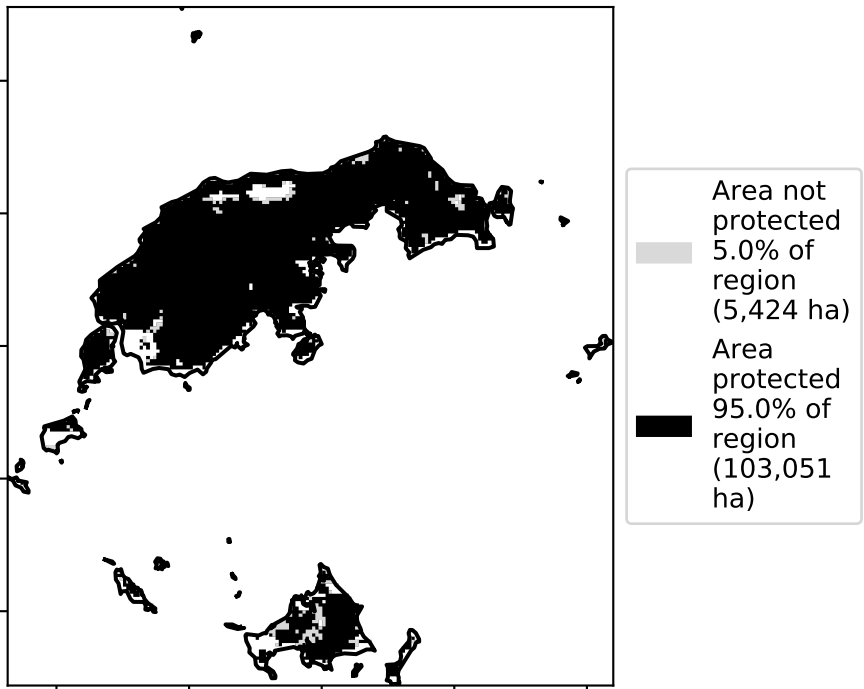 Area not
protected
5.0% of
region
(5,424 ha)
Area
protected
95.0% of
region
(103,051
ha)